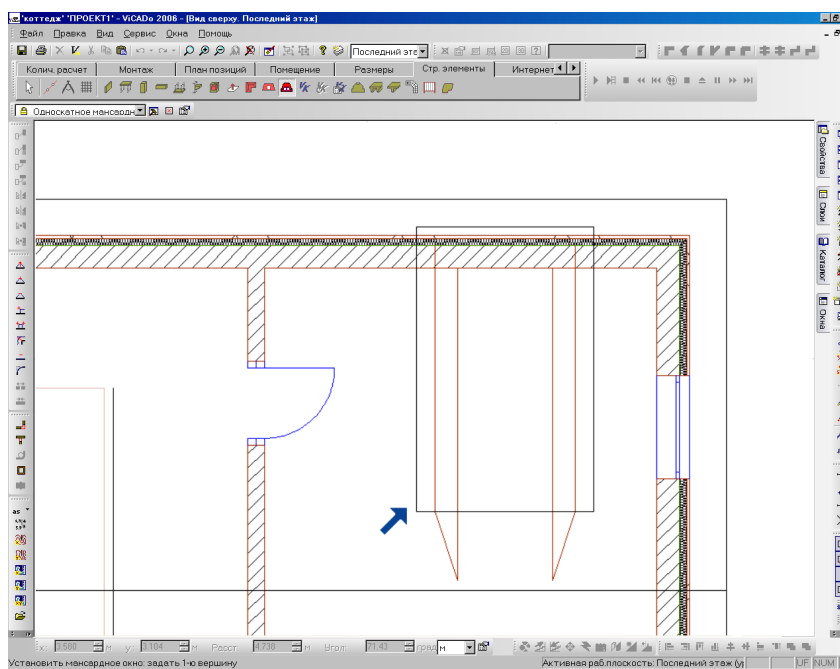 'коттедж' 'ПРОЕКТ1' - ViCADo 2006 - [Вид сверху. Последний этаж]
Файл Правка Вид Сервис Окна Помощь
Последний эта
Колич. расчет Монтаж План позиций Помещение Размеры Стр. элементы Интернет
Односкатное мансардн
Свойства
Слои
Каталог
Окна
as
x: 3.580 м y: 3.104 м Расст: 4.738 м Угол: 71.43 град м
Установить мансардное окно: задать 1-ю вершину Активная раб.плоскость: Последний этаж (у UF NUM